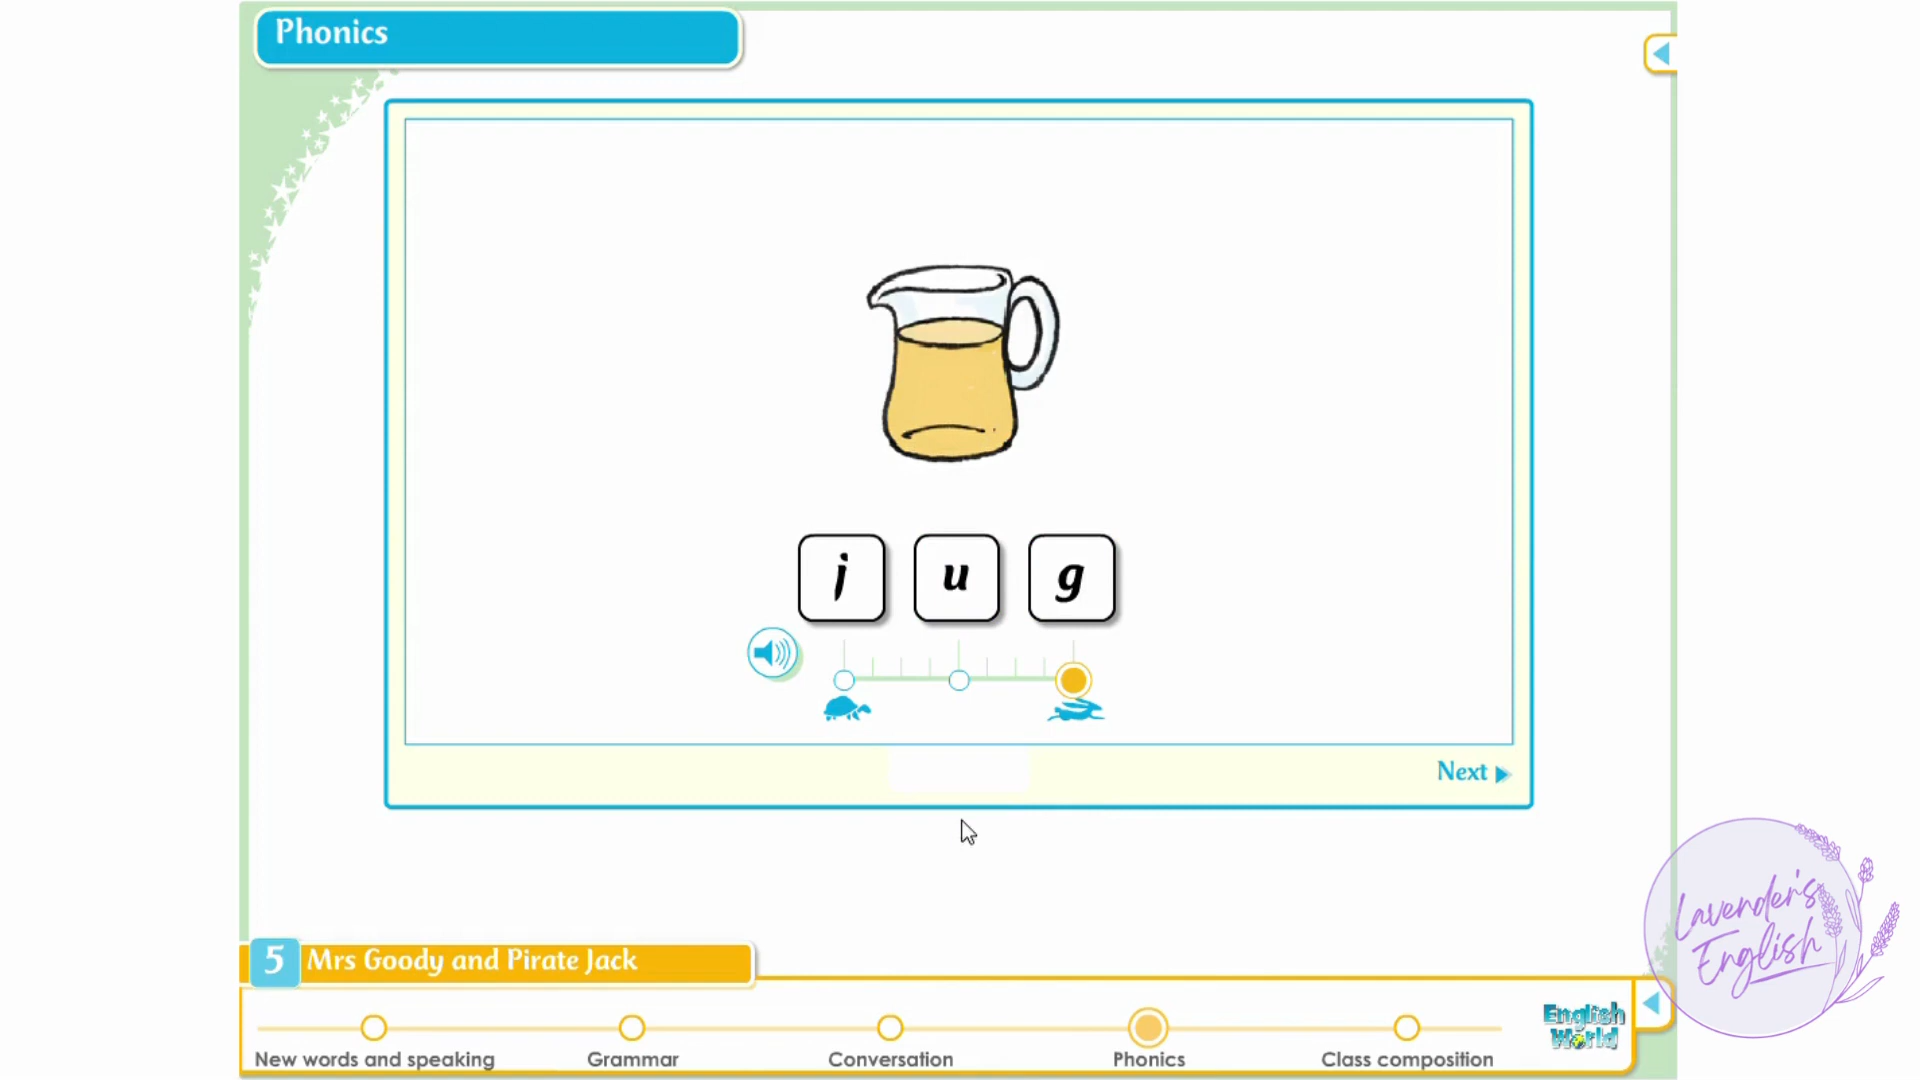 Phonics
j u g
Next
5 Mrs Goody and Pirate Jack
New words and speaking
Grammar
Conversation
Phonics
Class composition
English
World
Lavender's
English